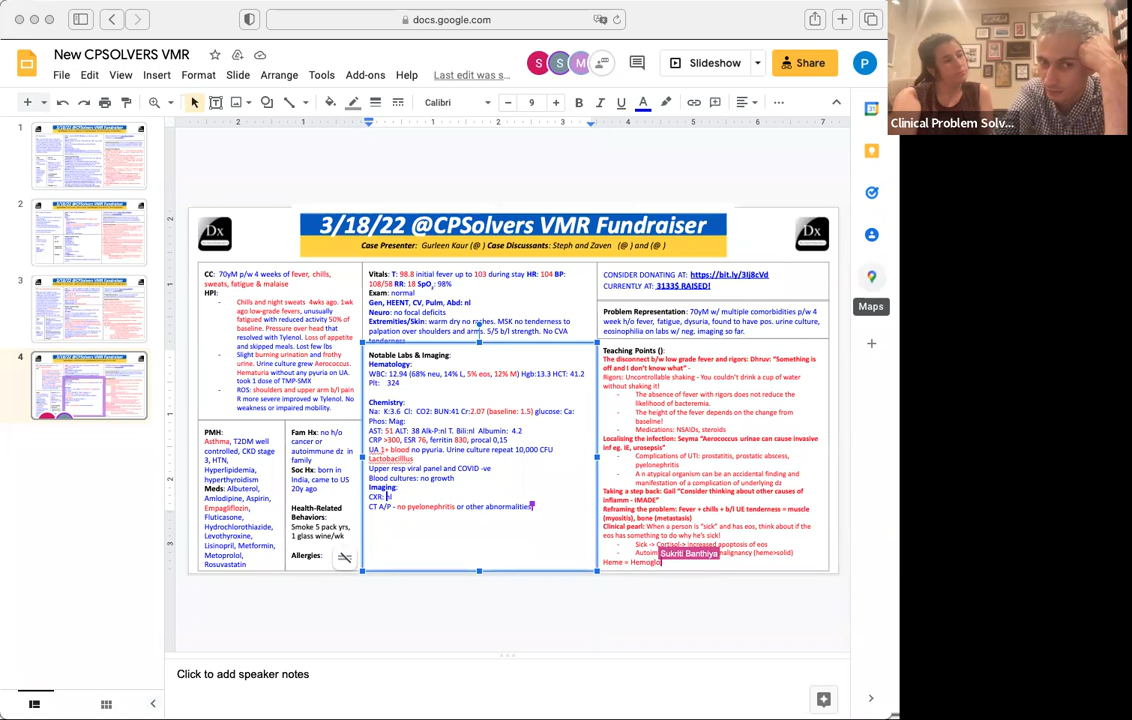 docs.google.com
New CPSOLVERS VMR
File Edit View Insert Format Slide Arrange Tools Add-ons Help Last edit was s...
S S M
Slideshow
Share
P
Calibri
9
B I U A
Clinical Problem Solv...
2 1 1 2 3 4 5 6 7
1
2
3
4
Dx
3/18/22 @CPSolvers VMR Fundraiser
Case Presenter: Gurleen Kaur (@ ) Case Discussants: Steph and Zaven (@ ) and (@ )
Dx
CC: 70yM p/w 4 weeks of fever, chills,
sweats, fatigue & malaise
HPI:
- Chills and night sweats 4wks ago. 1wk
ago low-grade fevers, unusually
fatigued with reduced activity 50% of
baseline. Pressure over head that
resolved with Tylenol. Loss of appetite
and skipped meals. Lost few lbs
- Slight burning urination and frothy
urine. Urine culture grew Aerococcus.
Hematuria without any pyuria on UA.
took 1 dose of TMP-SMX
- ROS: shoulders and upper arm b/l pain
R more severe improved w Tylenol. No
weakness or impaired mobility.
PMH:
Asthma, T2DM well
controlled, CKD stage
3, HTN,
Hyperlipidemia,
hyperthyroidism
Meds: Albuterol,
Amlodipine, Aspirin,
Empagliflozin,
Fluticasone,
Hydrochlorothiazide,
Levothyroxine,
Lisinopril, Metformin,
Metoprolol,
Rosuvastatin
Fam Hx: no h/o
cancer or
autoimmune dz in
family
Soc Hx: born in
India, came to US
20y ago
Health-Related
Behaviors:
Smoke 5 pack yrs,
1 glass wine/wk
Allergies:
Vitals: T: 98.8 initial fever up to 103 during stay HR: 104 BP:
108/58 RR: 18 SpO2: 98%
Exam: normal
Gen, HEENT, CV, Pulm, Abd: nl
Neuro: no focal deficits
Extremities/Skin: warm dry no rashes. MSK no tenderness to
palpation over shoulders and arms. 5/5 b/l strength. No CVA
tenderness
Notable Labs & Imaging:
Hematology:
WBC: 12.94 (68% neu, 14% L, 5% eos, 12% M) Hgb:13.3 HCT: 41.2
Plt: 324
Chemistry:
Na: K:3.6 Cl: CO2: BUN:41 Cr:2.07 (baseline: 1.5) glucose: Ca:
Phos: Mag:
AST: 51 ALT: 38 Alk-P:nl T. Bili:nl Albumin: 4.2
CRP >300, ESR 76, ferritin 830, procal 0,15
UA 1+ blood no pyuria. Urine culture repeat 10,000 CFU
Lactobacilllus
Upper resp viral panel and COVID -ve
Blood cultures: no growth
Imaging:
CXR: nl
CT A/P - no pyelonephritis or other abnormalities
CONSIDER DONATING AT: https://bit.ly/3Ij8cVd
CURRENTLY AT: 3133$ RAISED!
Problem Representation: 70yM w/ multiple comorbidities p/w 4
week h/o fever, fatigue, dysuria, found to have pos. urine culture,
eosinophilia on labs w/ neg. imaging so far.
Teaching Points ():
The disconnect b/w low grade fever and rigors: Dhruv: "Something is
off and I don't know what" -
Rigors: Uncontrollable shaking - You couldn't drink a cup of water
without shaking it!
- The absence of fever with rigors does not reduce the
likelihood of bacteremia.
- The height of the fever depends on the change from
baseline!
- Medications: NSAIDs, steroids
Localising the infection: Seyma "Aerococcus urinae can cause invasive
inf eg. IE, urosepsis"
- Complications of UTI: prostatitis, prostatic abscess,
pyelonephritis
- A n atypical organism can be an accidental finding and
manifestation of a complication of underlying dz
Taking a step back: Gail "Consider thinking about other causes of
inflamm - IMADE"
Reframing the problem: Fever + chills + b/l UE tenderness = muscle
(myositis), bone (metastasis)
Clinical pearl: When a person is "sick" and has eos, think about if the
eos has something to do why he's sick!
- Sick -> Cortisol-> increased apoptosis of eos
- Autoim malignancy (heme>solid)
Sukriti Banthiya
Heme = Hemoglo
Maps
Click to add speaker notes